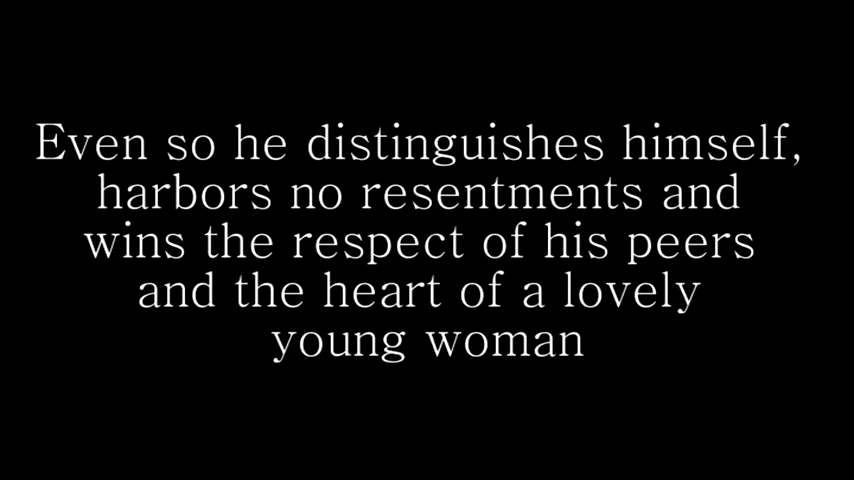 Even so he distinguishes himself,
harbors no resentments and
wins the respect of his peers
and the heart of a lovely
young woman